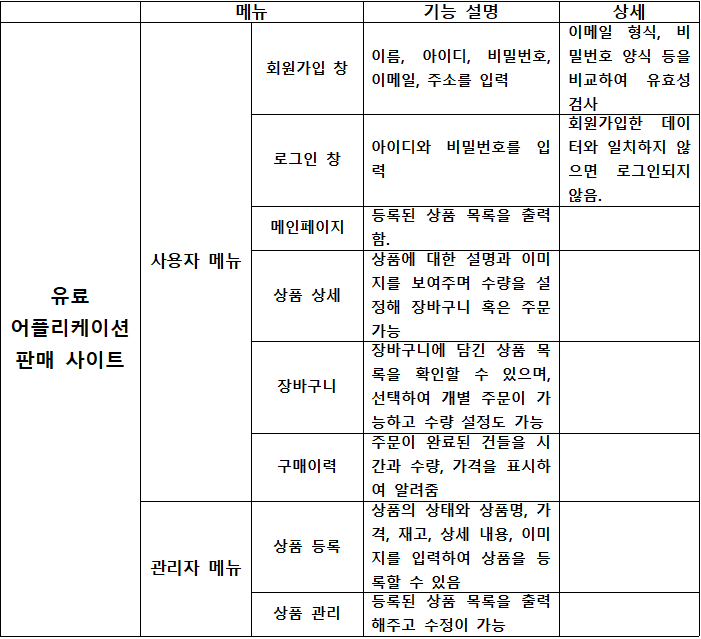 메뉴 기능 설명 상세
유료
어플리케이션
판매 사이트
사용자 메뉴
회원가입 창
이름, 아이디, 비밀번호,
이메일, 주소를 입력
이메일 형식, 비
밀번호 양식 등을
비교하여 유효성
검사
로그인 창
아이디와 비밀번호를 입
력
회원가입한 데이
터와 일치하지 않
으면 로그인되지
않음.
메인페이지
등록된 상품 목록을 출력
함.
상품 상세
상품에 대한 설명과 이미
지를 보여주며 수량을 설
정해 장바구니 혹은 주문
가능
장바구니
장바구니에 담긴 상품 목
록을 확인할 수 있으며,
선택하여 개별 주문이 가
능하고 수량 설정도 가능
구매이력
주문이 완료된 건들을 시
간과 수량, 가격을 표시하
여 알려줌
관리자 메뉴
상품 등록
상품의 상태와 상품명, 가
격, 재고, 상세 내용, 이미
지를 입력하여 상품을 등
록할 수 있음
상품 관리
등록된 상품 목록을 출력
해주고 수정이 가능